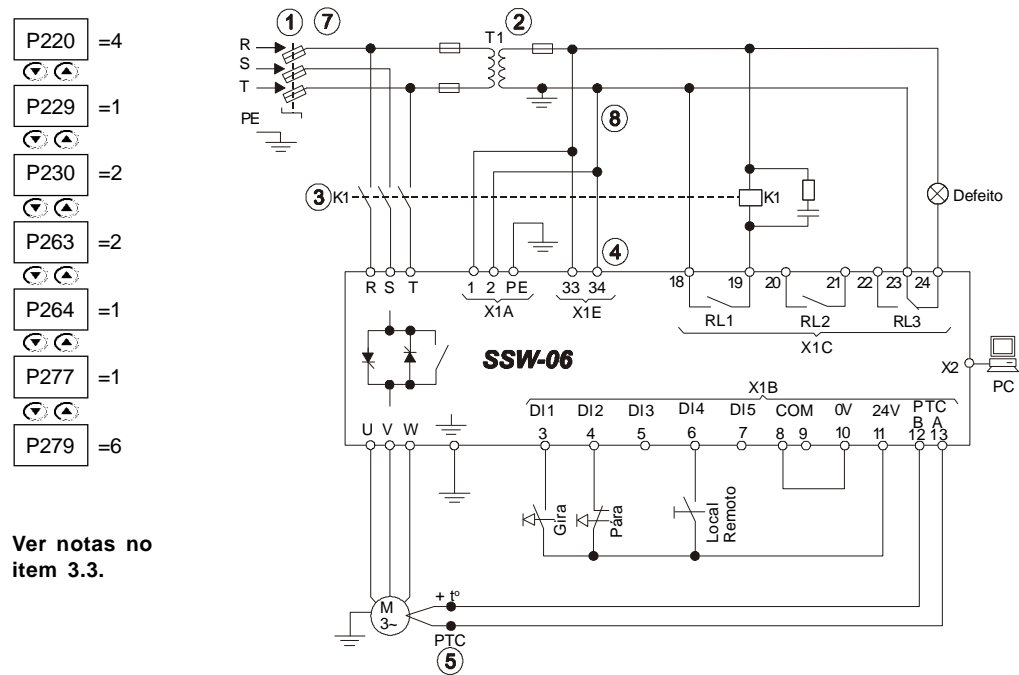 P220 =4
P229 =1
P230 =2
P263 =2
P264 =1
P277 =1
P279 =6
Ver notas no
item 3.3.
1 7 2
T1
R
S
T
PE
8
3 K1
K1
Defeito
4
R S T
1 2 PE 33 34
X1A X1E
18 19 20 21 22 23 24
RL1 RL2 RL3
X1C
SSW-06
X2
PC
X1B
U V W
DI1 DI2 DI3 DI4 DI5 COM 0V 24V PTC
B A
3 4 5 6 7 8 9 10 11 12 13
Gira
Pára
Local
Remoto
M
3~
+ tº
PTC
5